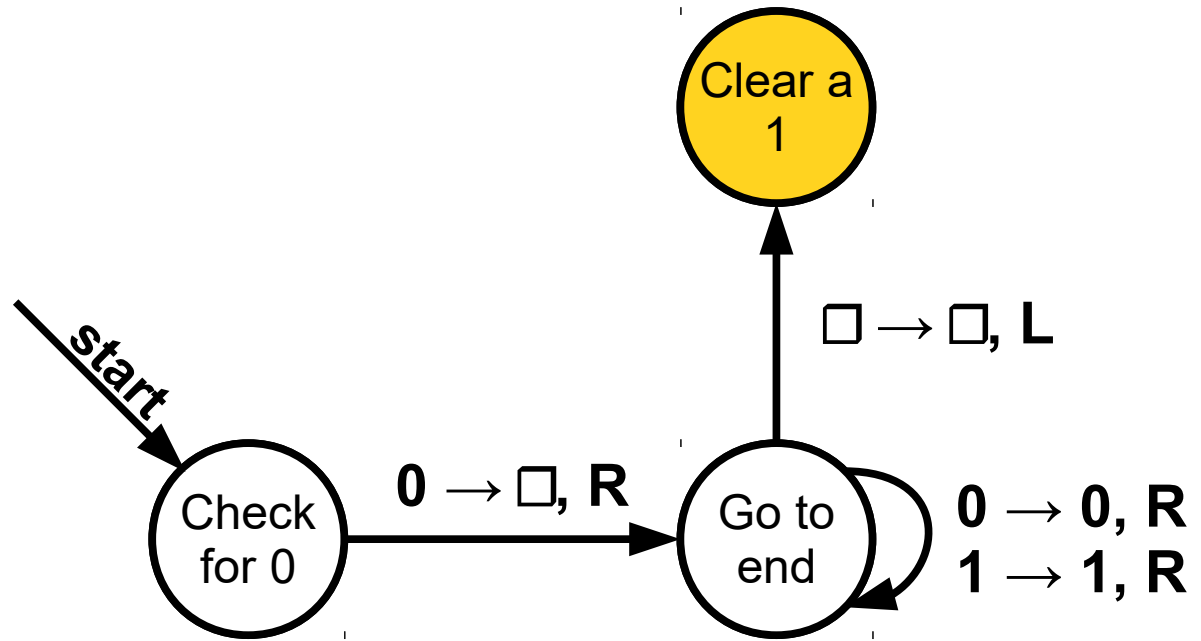 Clear a
1
□ → □, L
start
Check
for 0
0 → □, R
Go to
end
0 → 0, R
1 → 1, R